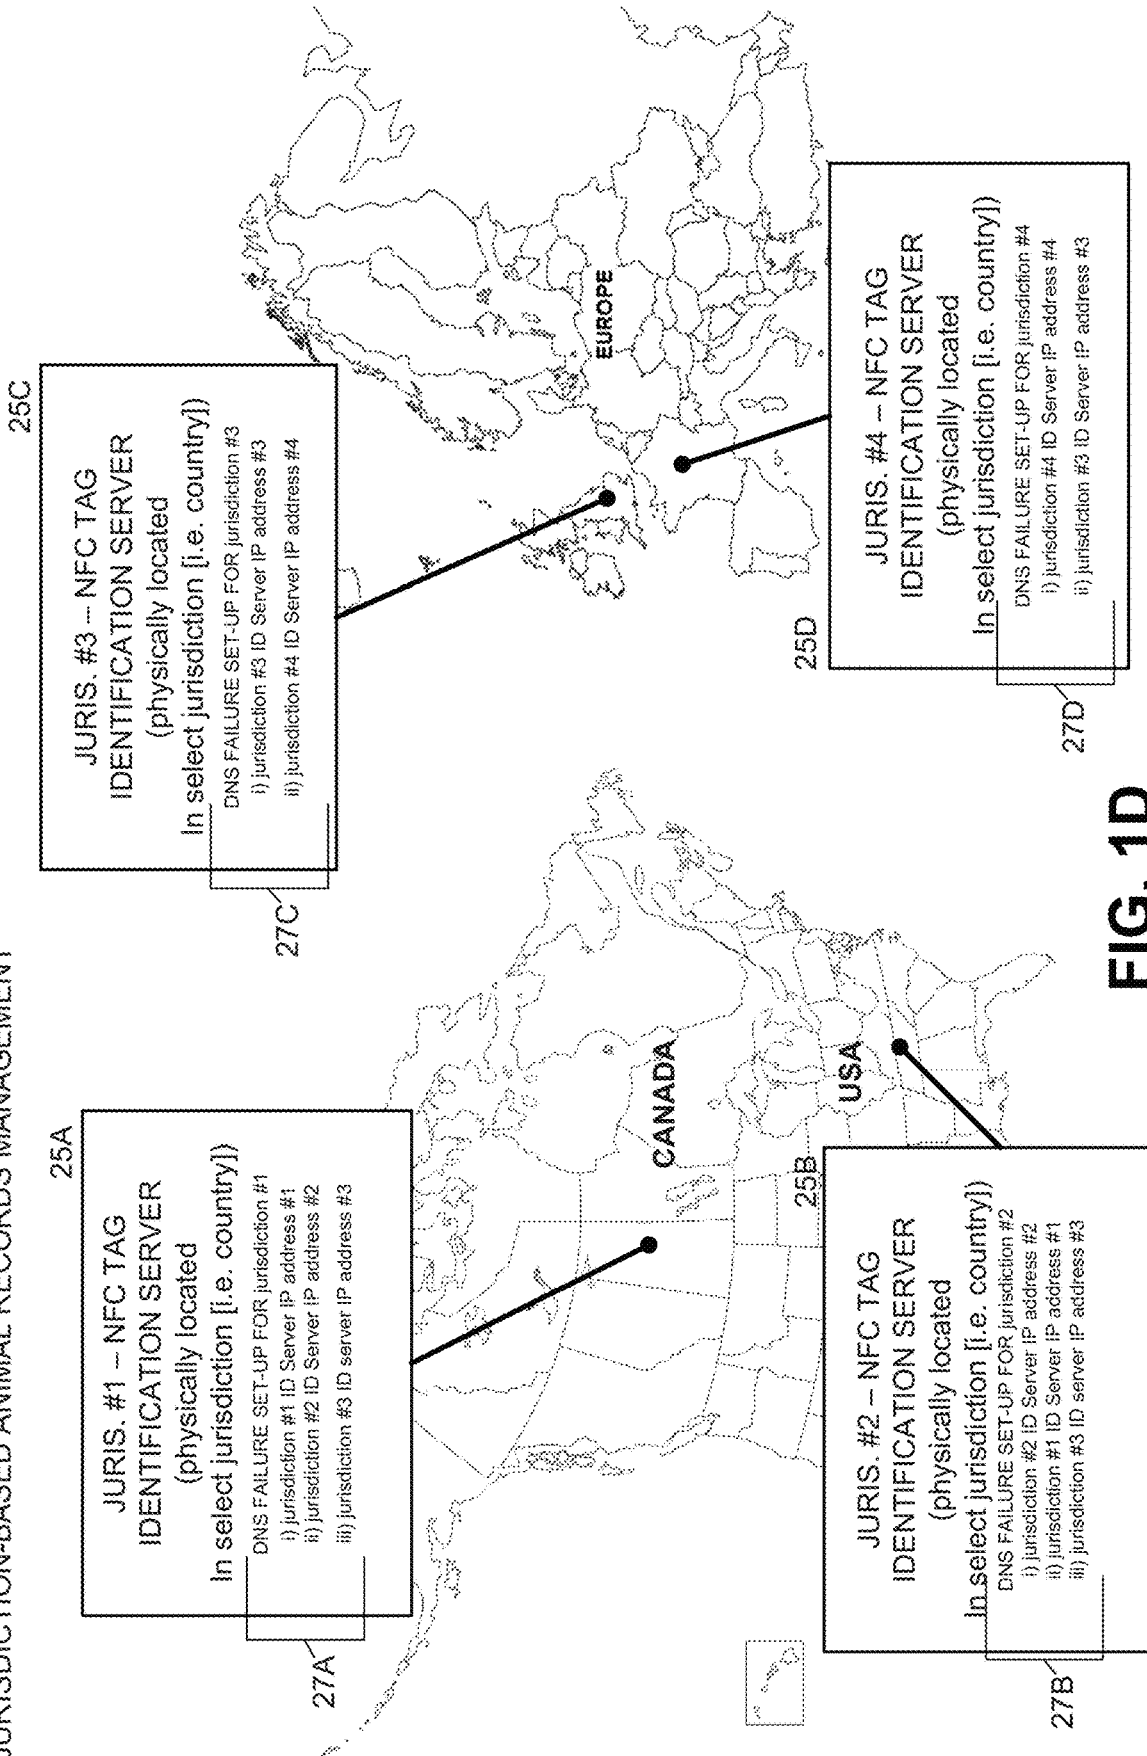 JURISDICTION-BASED ANIMAL RECORDS MANAGEMENT
25A
JURIS. #1 – NFC TAG
IDENTIFICATION SERVER
(physically located
In select jurisdiction [i.e. country])
DNS FAILURE SET-UP FOR jurisdiction #1
i) jurisdiction #1 ID Server IP address #1
ii) jurisdiction #2 ID Server IP address #2
iii) jurisdiction #3 ID server IP address #3
27A
25C
JURIS. #3 – NFC TAG
IDENTIFICATION SERVER
(physically located
In select jurisdiction [i.e. country])
DNS FAILURE SET-UP FOR jurisdiction #3
i) jurisdiction #3 ID Server IP address #3
ii) jurisdiction #4 ID Server IP address #4
27C
CANADA
USA
EUROPE
25B
JURIS. #2 – NFC TAG
IDENTIFICATION SERVER
(physically located
In select jurisdiction [i.e. country])
DNS FAILURE SET-UP FOR jurisdiction #2
i) jurisdiction #2 ID Server IP address #2
ii) jurisdiction #1 ID Server IP address #1
iii) jurisdiction #3 ID server IP address #3
27B
25D
JURIS. #4 – NFC TAG
IDENTIFICATION SERVER
(physically located
In select jurisdiction [i.e. country])
DNS FAILURE SET-UP FOR jurisdiction #4
i) jurisdiction #4 ID Server IP address #4
ii) jurisdiction #3 ID Server IP address #3
27D
FIG. 1D